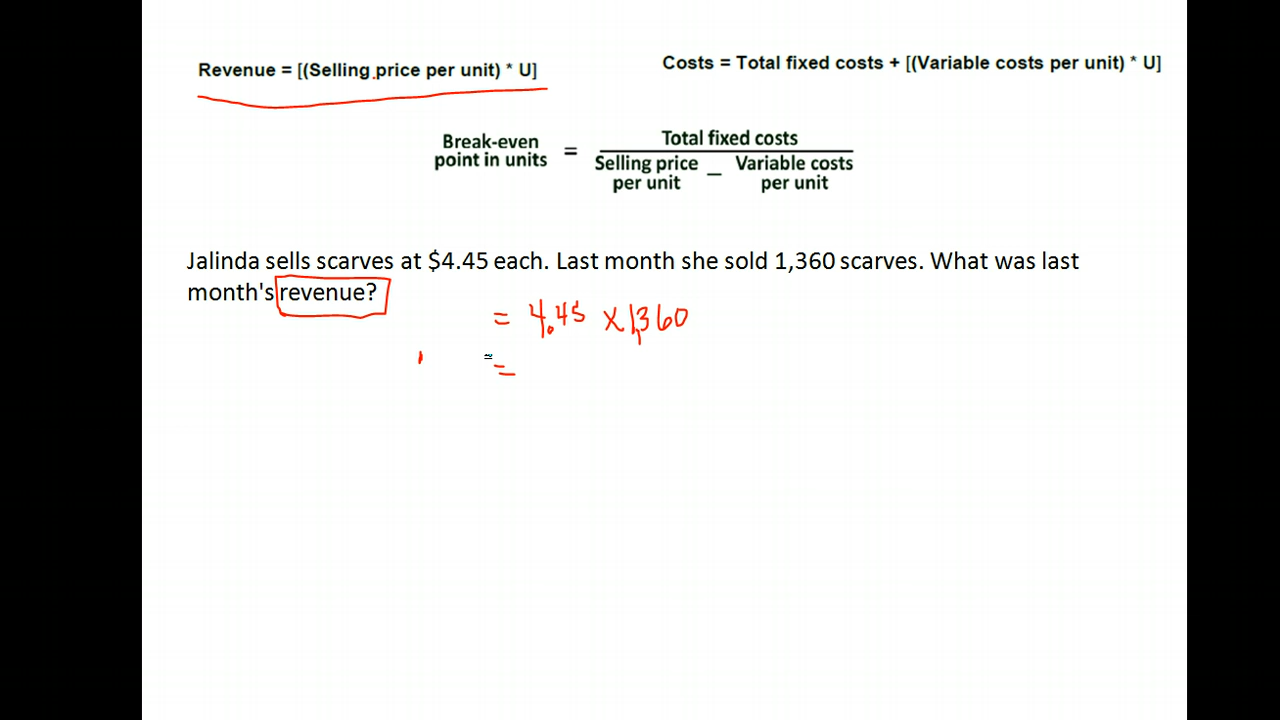 Revenue = [(Selling price per unit) * U]
Costs = Total fixed costs + [(Variable costs per unit) * U]
Break-even point in units = Total fixed costs
Selling price per unit – Variable costs per unit
Jalinda sells scarves at $4.45 each. Last month she sold 1,360 scarves. What was last
month's revenue?
= 4.45 x 1,360
=